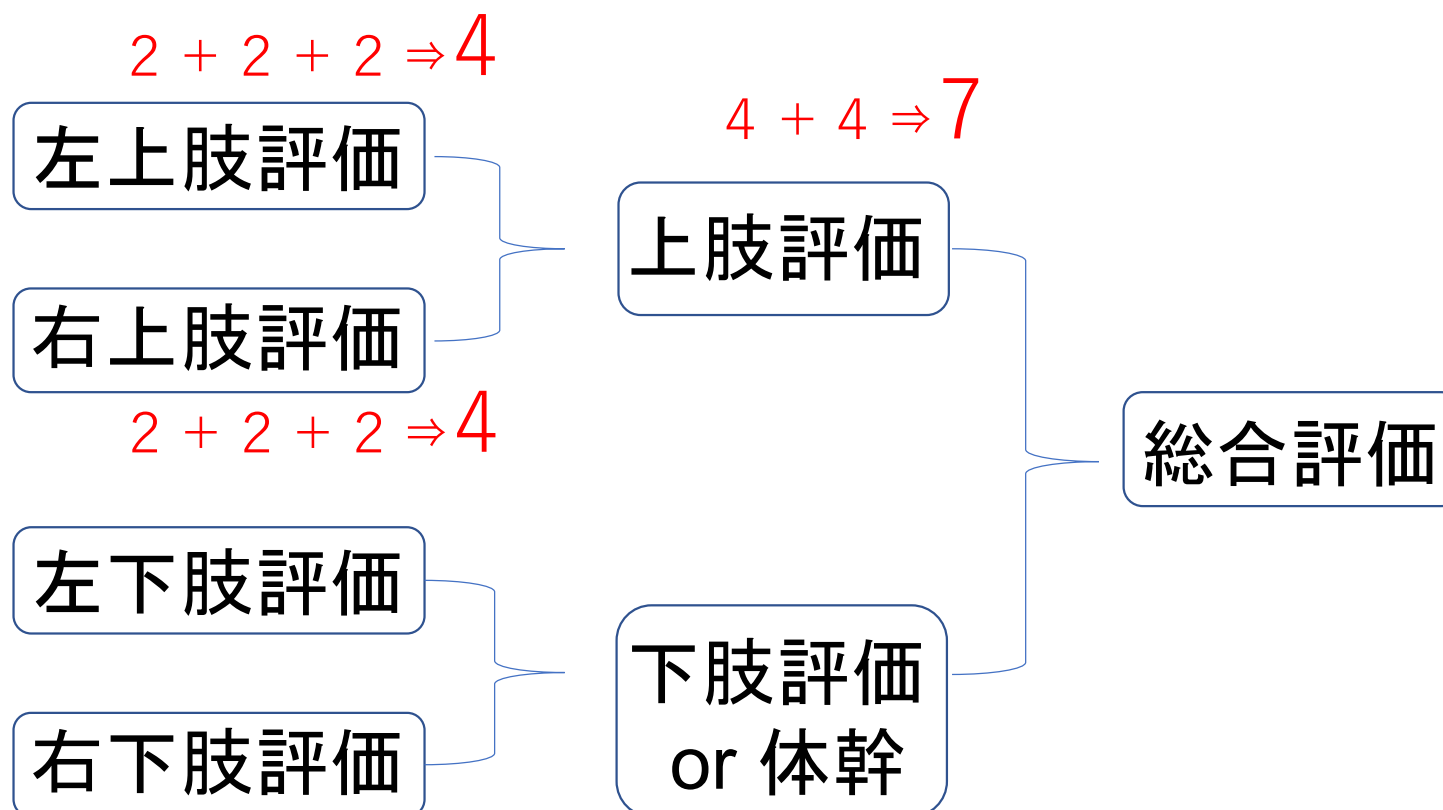 2 + 2 + 2 ⇒4
左上肢評価
右上肢評価
2 + 2 + 2 ⇒4
4 + 4 ⇒7
上肢評価
左下肢評価
右下肢評価
下肢評価
or 体幹
総合評価